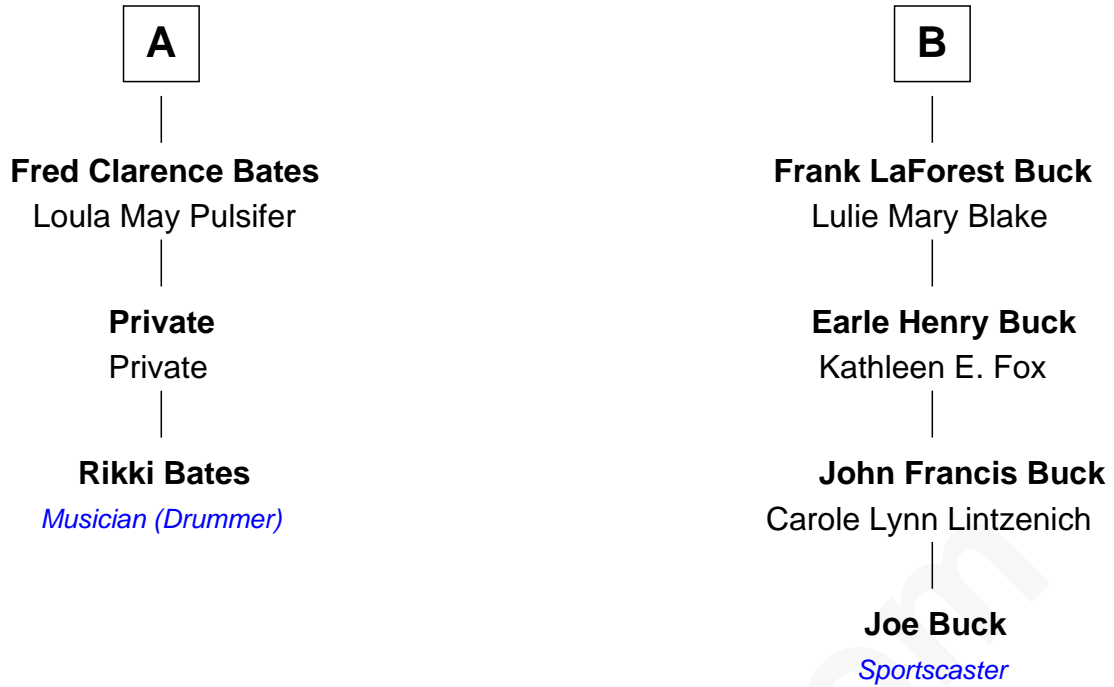 A
Fred Clarence Bates
Loula May Pulsifer
Private
Private
Rikki Bates
Musician (Drummer)
B
Frank LaForest Buck
Lulie Mary Blake
Earle Henry Buck
Kathleen E. Fox
John Francis Buck
Carole Lynn Lintzenich
Joe Buck
Sportscaster